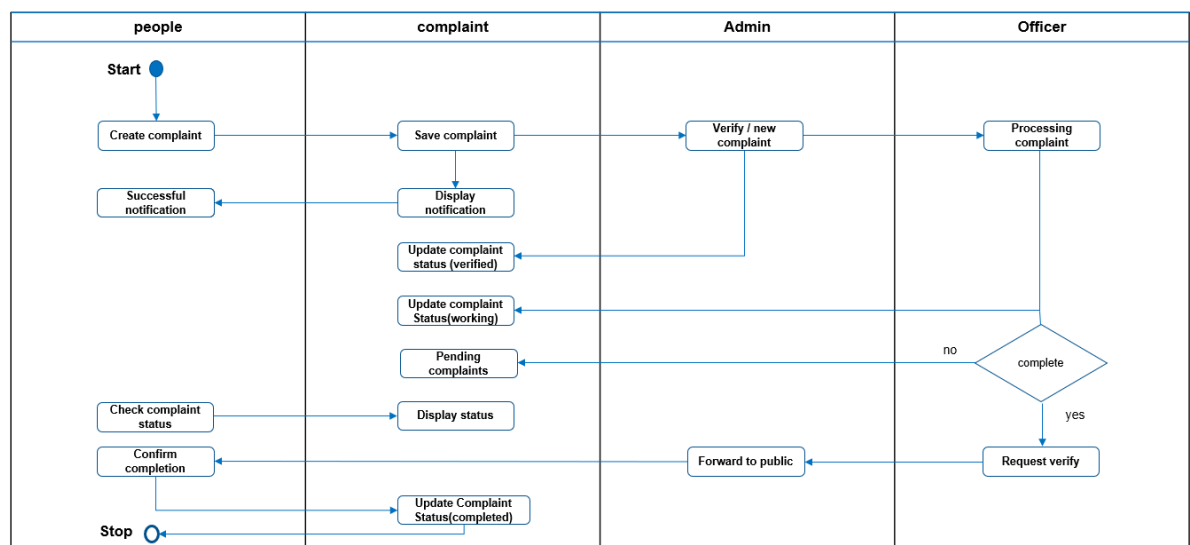 people
complaint
Admin
Officer
Start
Create complaint
Save complaint
Verify / new
complaint
Processing
complaint
Successful
notification
Display
notification
Update complaint
status (verified)
Update complaint
Status(working)
Pending
complaints
no
complete
Check complaint
status
Display status
yes
Confirm
completion
Forward to public
Request verify
Update Complaint
Status(completed)
Stop